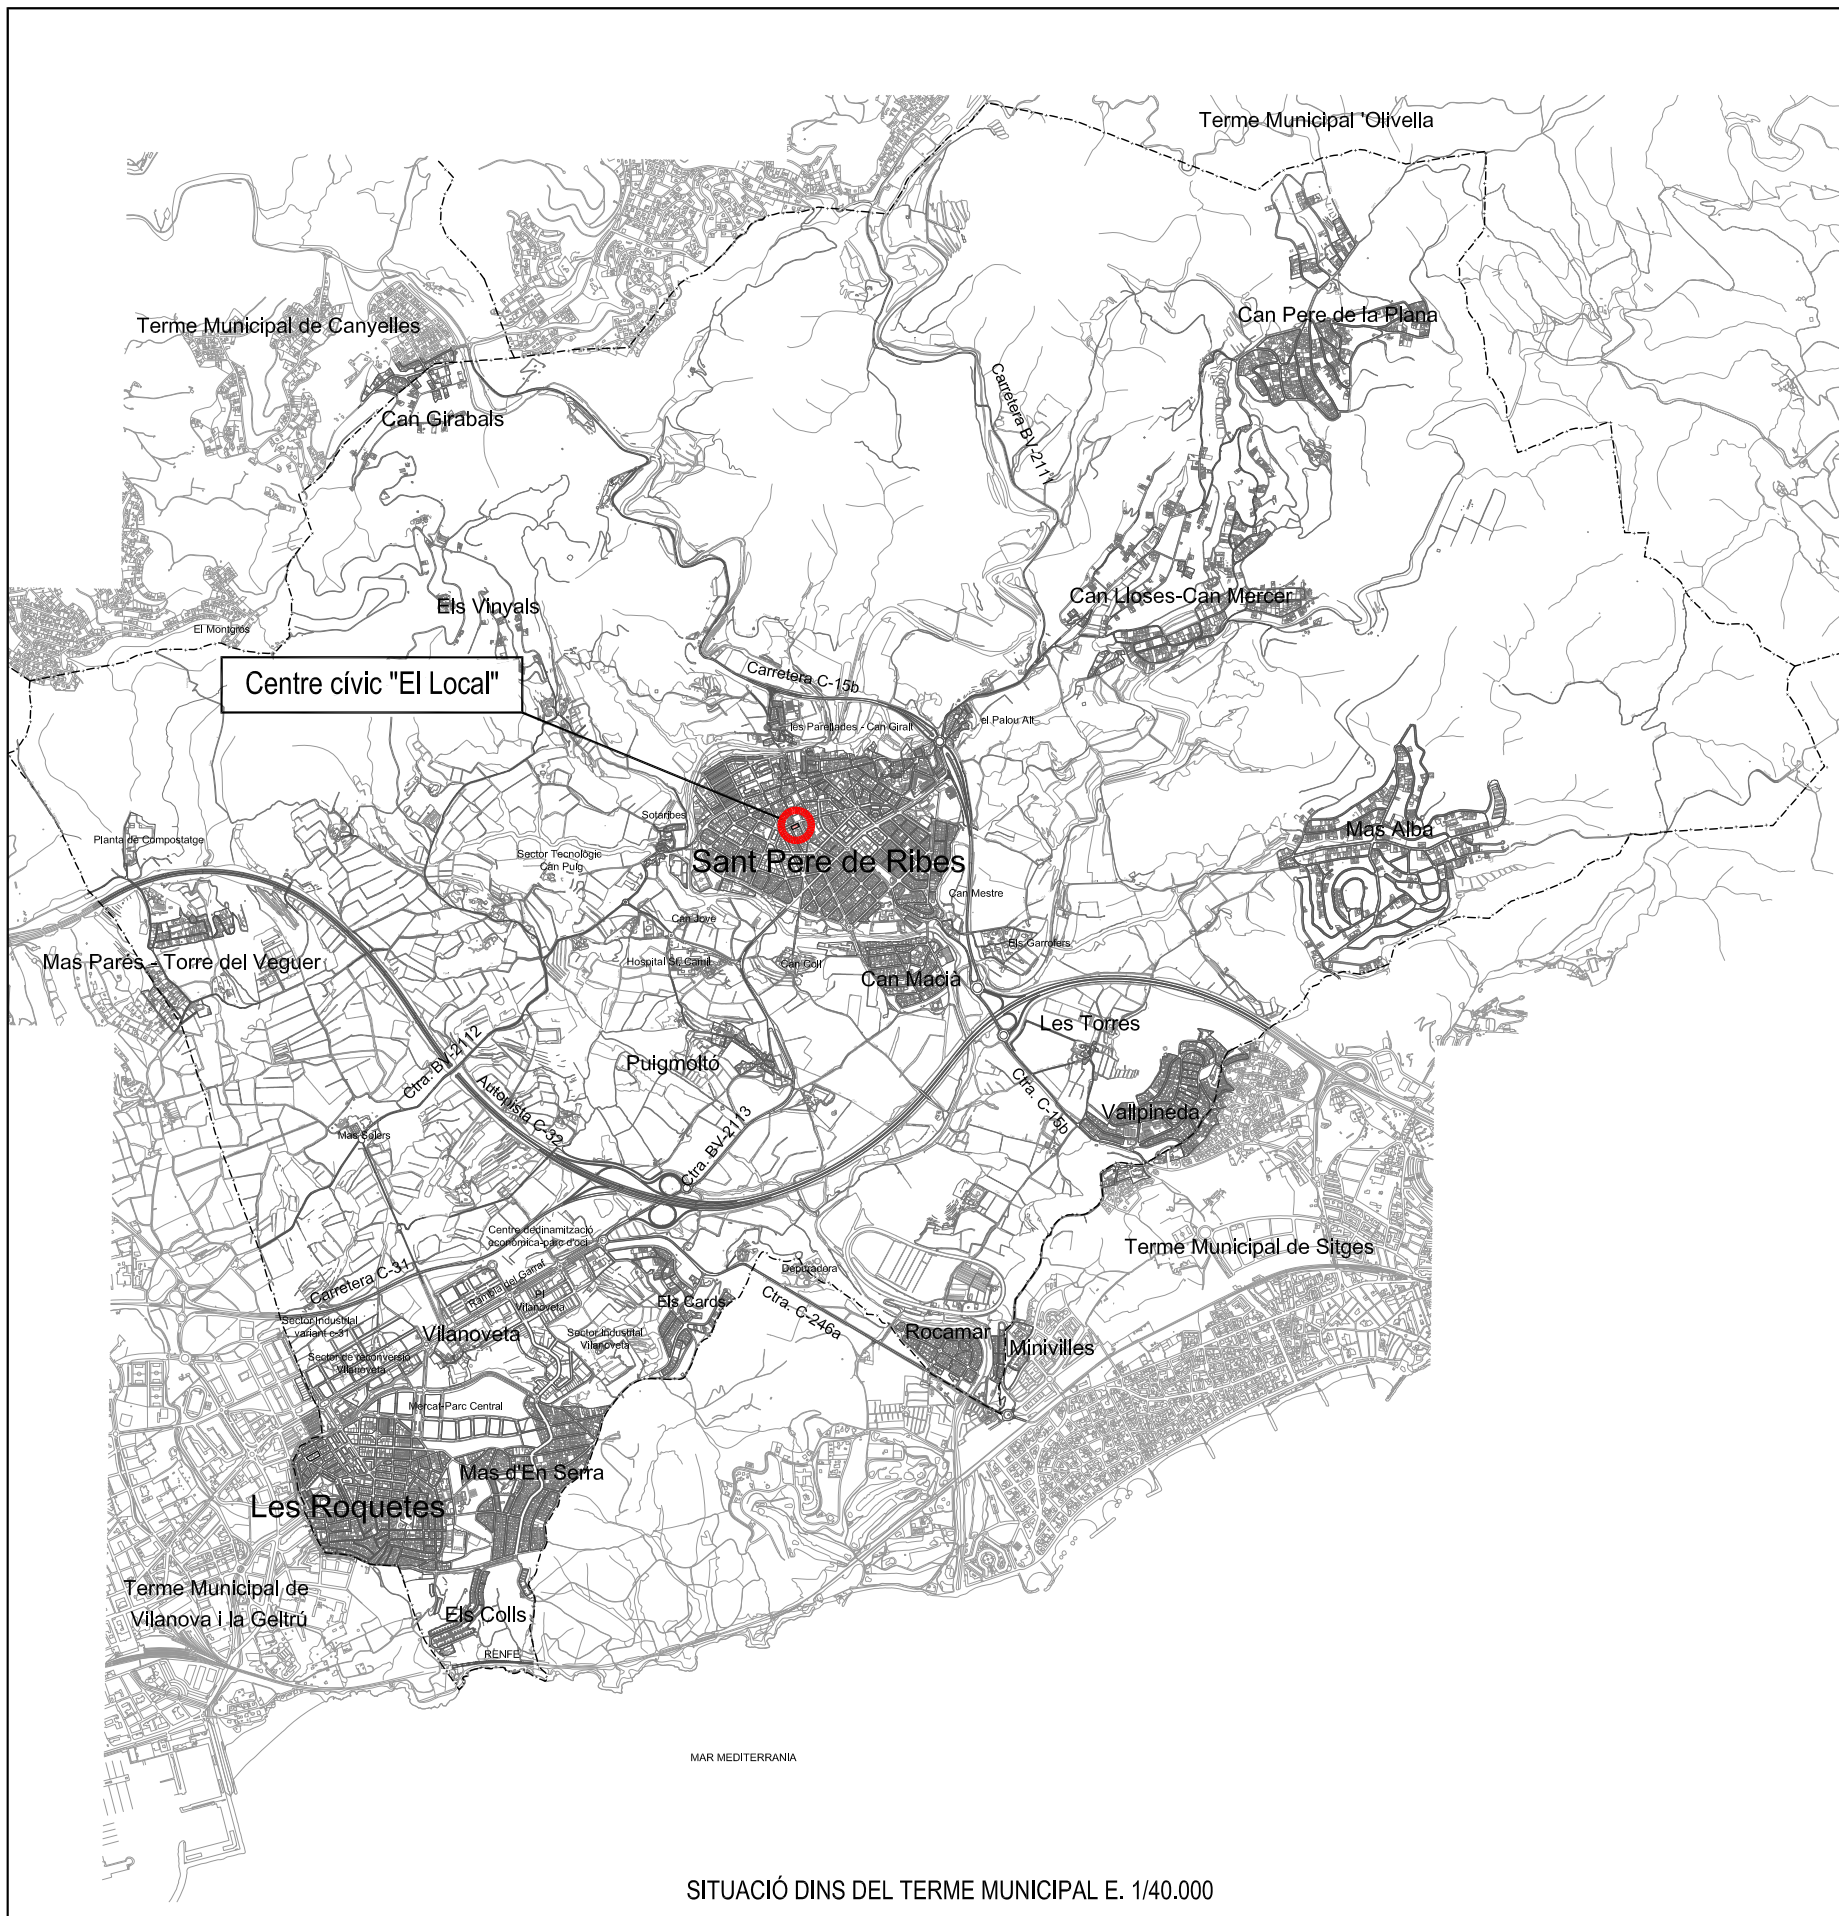 Terme Municipal 'Olivella
Can Pere de la Plana
Terme Municipal de Canyelles
Can Girabals
Carretera BV-2111
Els Vinyals
Can Lloses-Can Mercer
El Montgròs
Centre cívic "El Local"
Carretera C-15b
les Parellades - Can Giralt
el Palou Alt
Sotaribes
Mas Alba
Planta de Compostatge
Sector Tecnològic
Can Puig
Sant Pere de Ribes
Can Mestre
Can Jove
Els Garrofers
Mas Parés - Torre del Veguer
Hospital St. Camil
Can Coll
Can Macià
Les Torres
Ctra. BV-2112
Puigmoltó
Autopista C-32
Ctra. C-15b
Vallpineda
Ctra. BV-2113
Mas Solers
Centre dedinamització
econòmica-parc d'oci
Terme Municipal de Sitges
Depuradora
Carretera C-31
Rambla del Garraf
PI
Vilanoveta
Els Cards
Ctra. C-246a
Sector Industrial
variant c-31
Vilanoveta
Sector Industrial
Vilanoveta
Rocamar
Minivilles
Sector de reconversió
Vilanoveta
Mercat-Parc Central
Mas d'En Serra
Les Roquetes
Terme Municipal de
Vilanova i la Geltrú
Els Colls
RENFE
MAR MEDITERRANIA
SITUACIÓ DINS DEL TERME MUNICIPAL E. 1/40.000